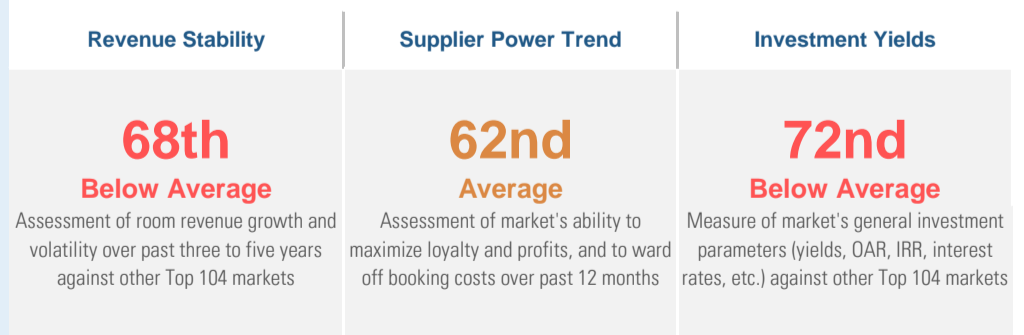 Revenue Stability
68th
Below Average
Assessment of room revenue growth and
volatility over past three to five years
against other Top 104 markets
Supplier Power Trend
62nd
Average
Assessment of market's ability to
maximize loyalty and profits, and to ward
off booking costs over past 12 months
Investment Yields
72nd
Below Average
Measure of market's general investment
parameters (yields, OAR, IRR, interest
rates, etc.) against other Top 104 markets